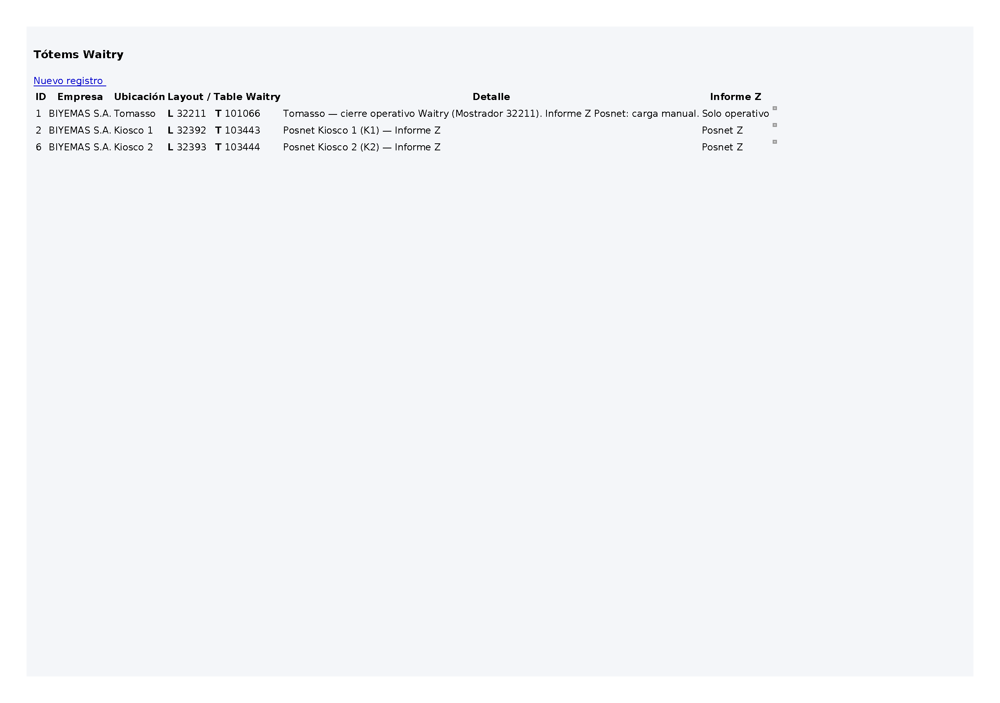 Tótems Waitry
Nuevo registro
ID Empresa Ubicación Layout / Table Waitry Detalle Informe Z
1 BIYEMAS S.A. Tomasso L 32211 T 101066 Tomasso — cierre operativo Waitry (Mostrador 32211). Informe Z Posnet: carga manual. Solo operativo
2 BIYEMAS S.A. Kiosco 1 L 32392 T 103443 Posnet Kiosco 1 (K1) — Informe Z Posnet Z
6 BIYEMAS S.A. Kiosco 2 L 32393 T 103444 Posnet Kiosco 2 (K2) — Informe Z Posnet Z